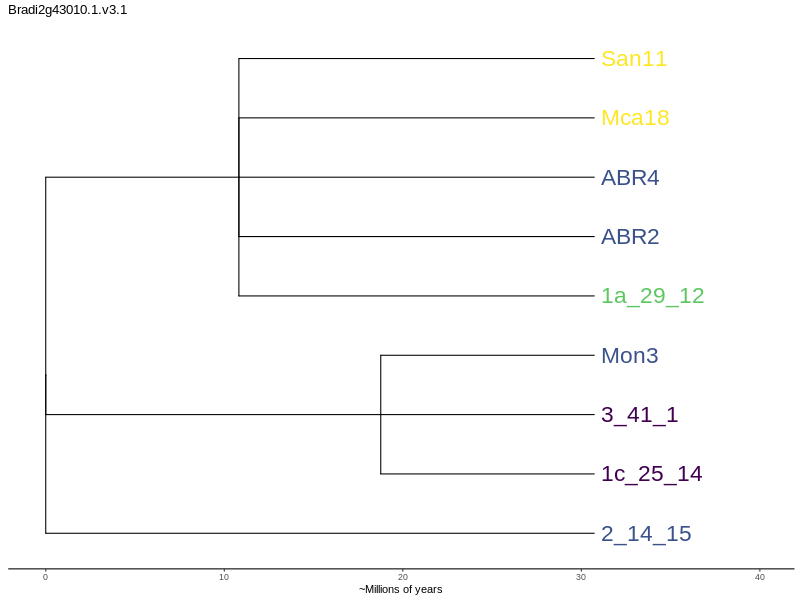 Bradi2g43010.1.v3.1
San11
Mca18
ABR4
ABR2
1a_29_12
Mon3
3_41_1
1c_25_14
2_14_15
0 10 20 30 40
~Millions of years